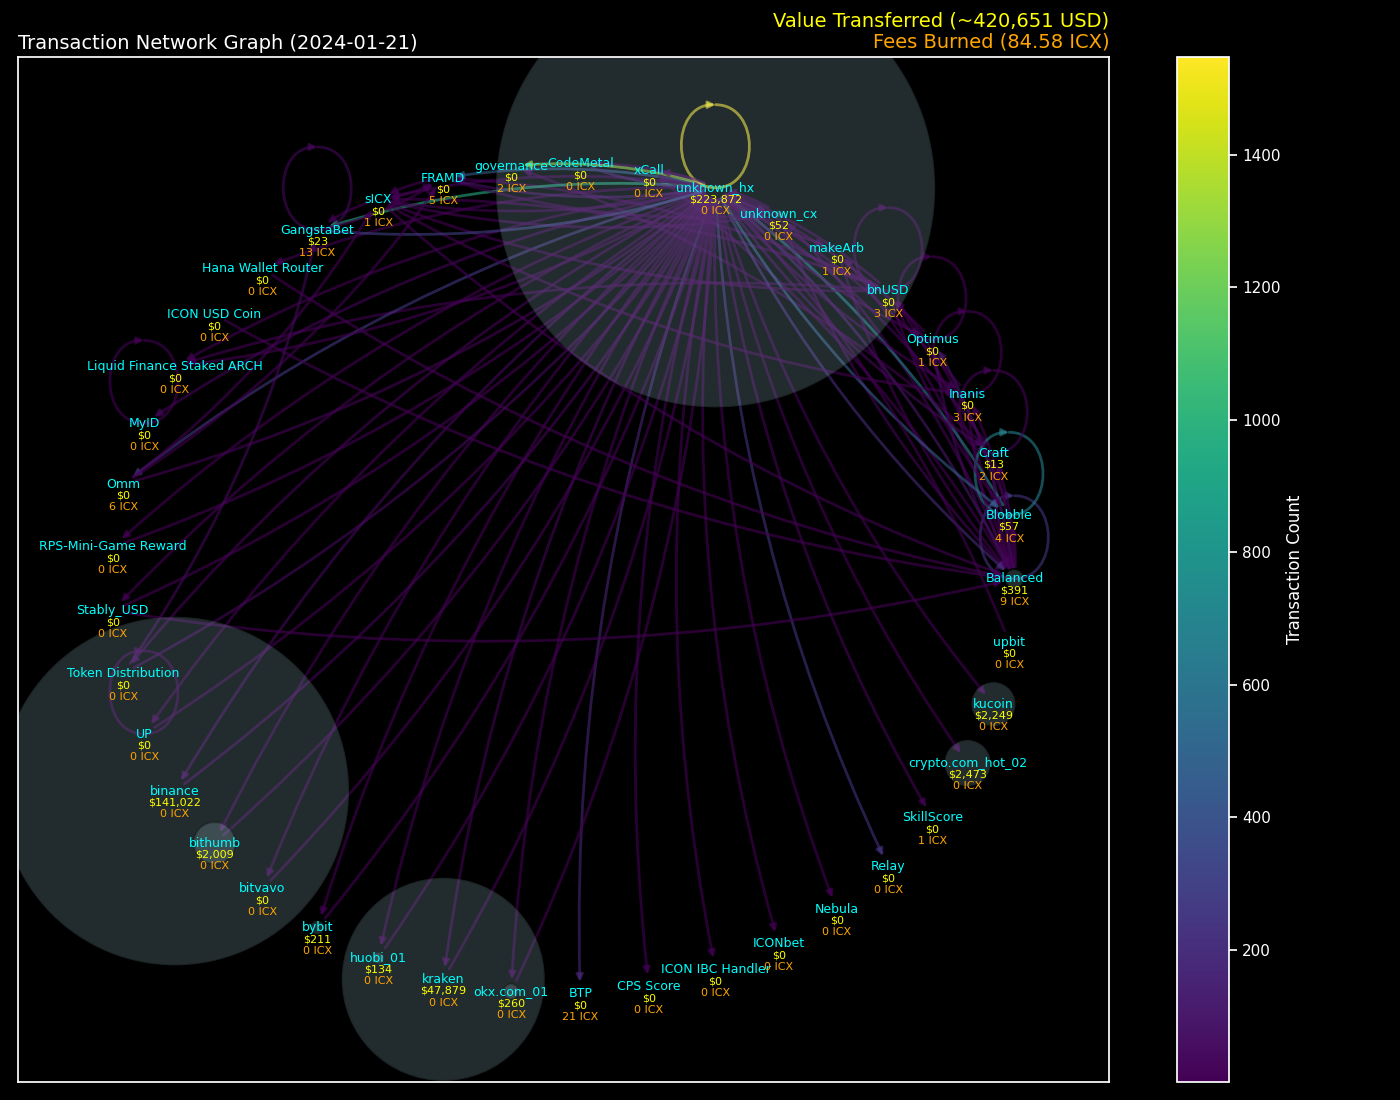 Value Transferred (~420,651 USD)
Transaction Network Graph (2024-01-21)
Fees Burned (84.58 ICX)
governance
$0
2 ICX
CodeMetal
$0
0 ICX
xCall
$0
0 ICX
FRAMD
$0
5 ICX
unknown_hx
$223,872
0 ICX
sICX
$0
1 ICX
unknown_cx
$52
0 ICX
GangstaBet
$23
13 ICX
makeArb
$0
1 ICX
Hana Wallet Router
$0
0 ICX
bnUSD
$0
3 ICX
ICON USD Coin
$0
0 ICX
Optimus
$0
1 ICX
Liquid Finance Staked ARCH
$0
0 ICX
Inanis
$0
3 ICX
MyID
$0
0 ICX
Craft
$13
2 ICX
Omm
$0
6 ICX
Blobble
$57
4 ICX
RPS-Mini-Game Reward
$0
0 ICX
Balanced
$391
9 ICX
Stably_USD
$0
0 ICX
upbit
$0
0 ICX
Token Distribution
$0
0 ICX
kucoin
$2,249
0 ICX
UP
$0
0 ICX
crypto.com_hot_02
$2,473
0 ICX
binance
$141,022
0 ICX
SkillScore
$0
1 ICX
bithumb
$2,009
0 ICX
Relay
$0
0 ICX
bitvavo
$0
0 ICX
Nebula
$0
0 ICX
bybit
$211
0 ICX
ICONbet
$0
0 ICX
huobi_01
$134
0 ICX
ICON IBC Handler
$0
0 ICX
kraken
$47,879
0 ICX
CPS Score
$0
0 ICX
okx.com_01
$260
0 ICX
BTP
$0
21 ICX
1400
1200
1000
800
600
400
200
Transaction Count